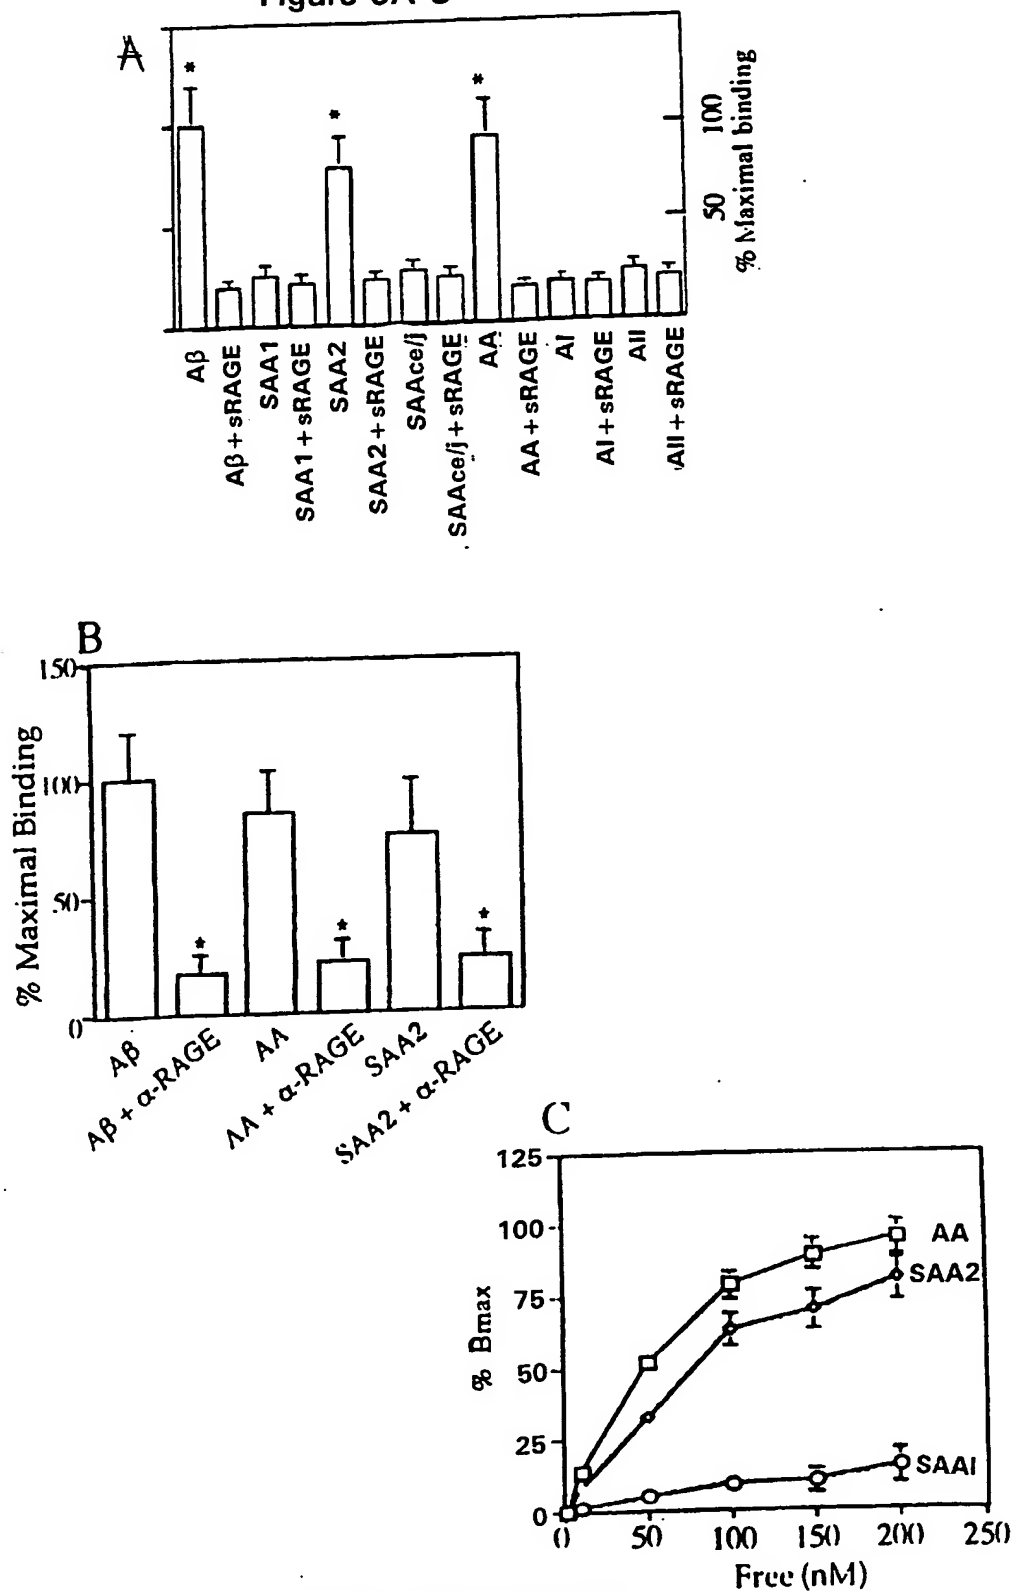 A
*
*
*
100
50
% Maximal binding
Aβ
Aβ + sRAGE
SAA1
SAA1 + sRAGE
SAA2
SAA2 + sRAGE
SAAce/j
SAAce/j + sRAGE
AA
AA + sRAGE
AI
AI + sRAGE
AII
AII + sRAGE
B
150
100
50
0
% Maximal Binding
*
*
*
Aβ
Aβ + α-RAGE
AA
AA + α-RAGE
SAA2
SAA2 + α-RAGE
C
125
100
75
50
25
0
% Bmax
AA
SAA2
SAAI
0 50 100 150 200 250
Free (nM)